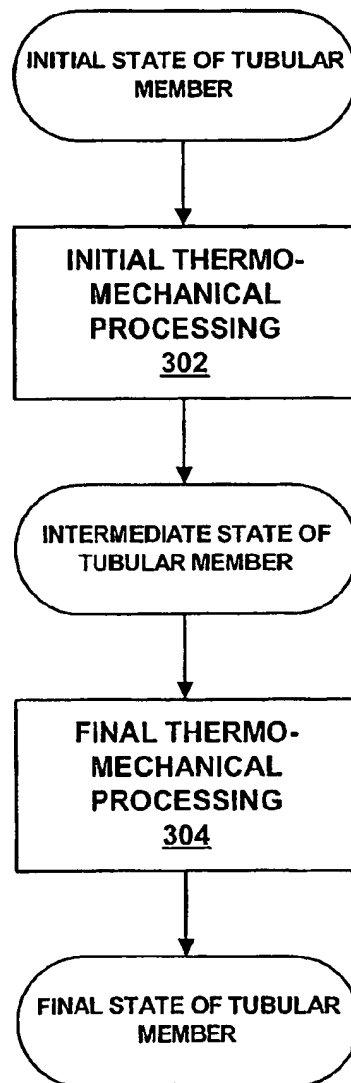 INITIAL STATE OF TUBULAR
MEMBER
INITIAL THERMO-
MECHANICAL
PROCESSING
302
INTERMEDIATE STATE OF
TUBULAR MEMBER
FINAL THERMO-
MECHANICAL
PROCESSING
304
FINAL STATE OF TUBULAR
MEMBER